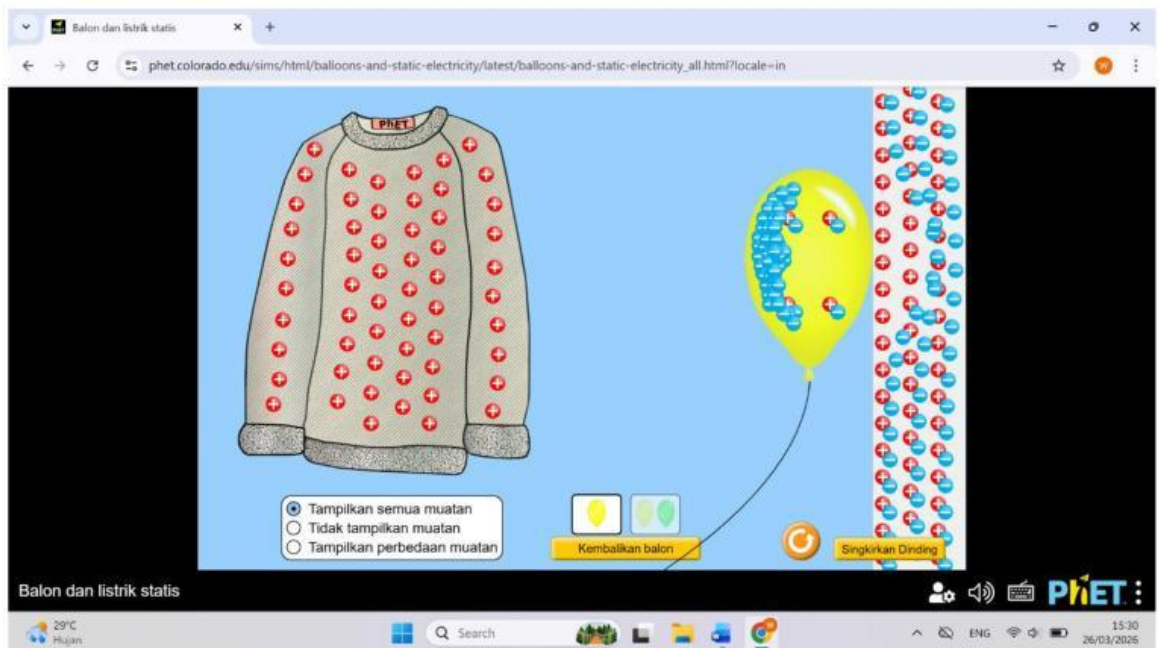 Balon dan listrik statis
phet.colorado.edu/sims/html/balloons-and-static-electricity/latest/balloons-and-static-electricity_all.html?locale=in
W
PhET
Tampilkan semua muatan
Tidak tampilkan muatan
Tampilkan perbedaan muatan
Kembalikan balon
Singkirkan Dinding
Balon dan listrik statis
PhET
29°C
Hujan
Search
ENG
15:30
26/03/2026